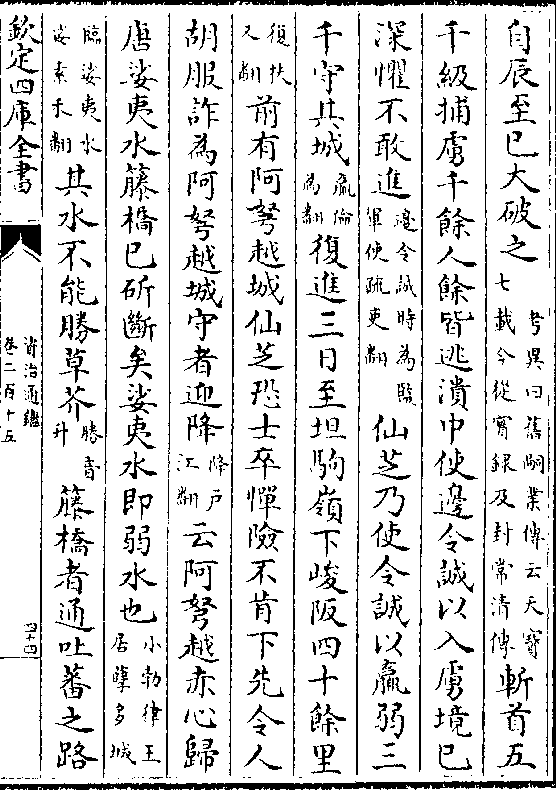 自辰至巳大破之考異曰舊嗣業傳云天寶七載今從實録及封常清傳斬首五
千級捕虜千餘人餘皆逃潰中使邊令誠以入虜境已
深懼不敢進邊令誠時為監軍使疏吏翻仙芝乃使令誠以羸弱三
千守其城羸倫為翻復進三日至坦駒嶺下峻阪四十餘里
復扶又翻前有阿弩越城仙芝恐士卒憚險不肯下先令人
胡服詐為阿弩越城守者迎降降戶江翻云阿弩越赤心歸
唐娑夷水藤橋已斫斷矣娑夷水即弱水也小勃律王居孽多城
臨娑夷水娑素禾翻其水不能勝草芥勝音升藤橋者通吐蕃之路
欽定四庫全書
資治通鑑
卷二百十五
四十四